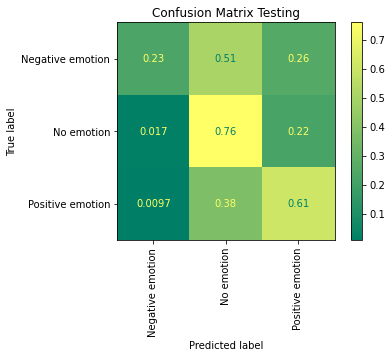 Confusion Matrix Testing
True label
Negative emotion 0.23 0.51 0.26
No emotion 0.017 0.76 0.22
Positive emotion 0.0097 0.38 0.61
Negative emotion
No emotion
Positive emotion
Predicted label
0.7
0.6
0.5
0.4
0.3
0.2
0.1